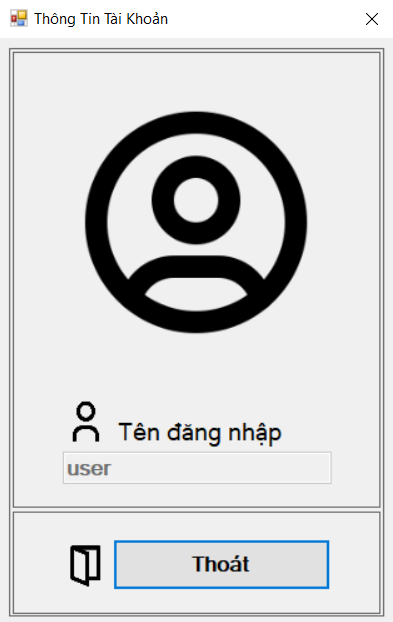 Thông Tin Tài Khoản
Tên đăng nhập
user
Thoát